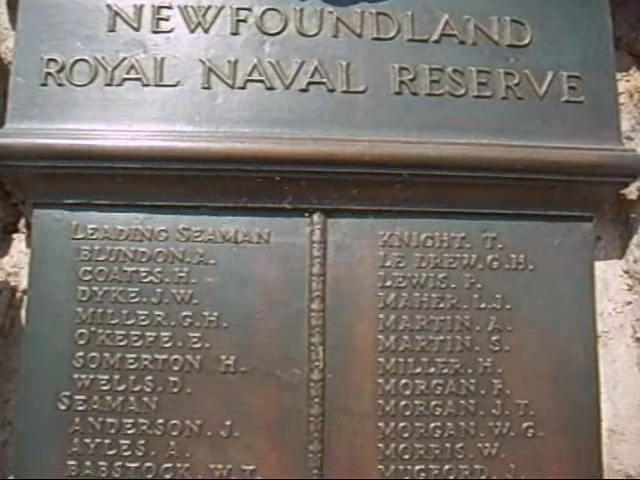 NEWFOUNDLAND
ROYAL NAVAL RESERVE
LEADING SEAMAN
BLUNDON. A.
COATES. H.
DYKE. J. W.
MILLER. G. H.
O'KEEFE. E.
SOMERTON H.
WELLS. D.
SEAMAN
ANDERSON. J.
AYLES. A.
BABSTOCK. W. T.
KNIGHT. T.
LE DREW. G. H.
LEWIS. P.
MAHER. L. J.
MARTIN. A.
MARTIN. S.
MILLER. H.
MORGAN. F.
MORGAN. J. T.
MORGAN. W. G.
MORRIS. W.
MUGFORD. J.